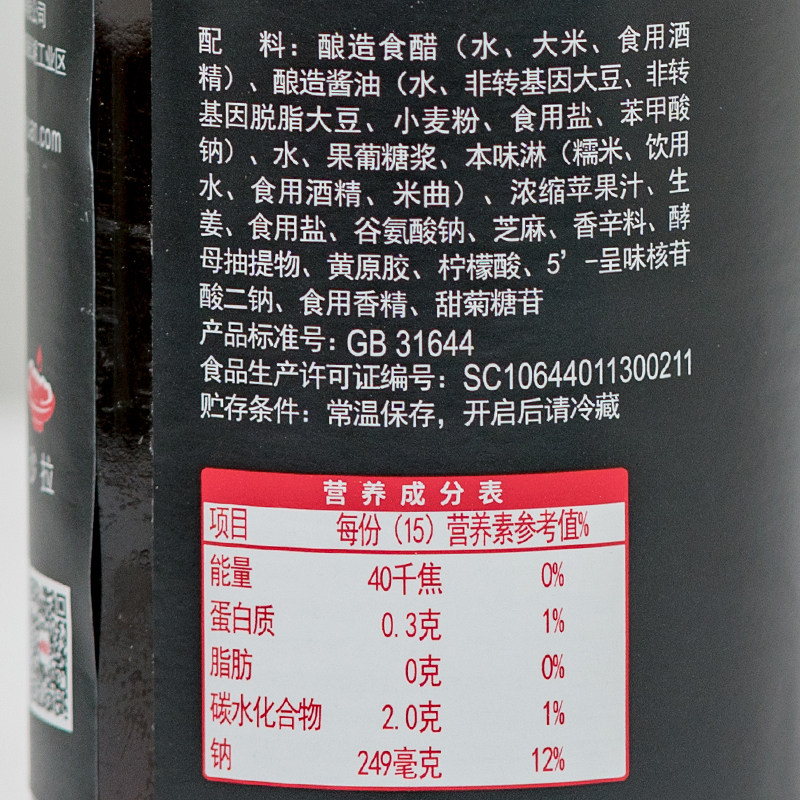 公司
工业区
an.com
沙拉
配 料：酿造食醋（水、大米、食用酒
精）、酿造酱油（水、非转基因大豆、非转
基因脱脂大豆、小麦粉、食用盐、苯甲酸
钠）、水、果葡糖浆、本味淋（糯米、饮用
水、食用酒精、米曲）、浓缩苹果汁、生
姜、食用盐、谷氨酸钠、芝麻、香辛料、酵
母抽提物、黄原胶、柠檬酸、5’-呈味核苷
酸二钠、食用香精、甜菊糖苷
产品标准号：GB 31644
食品生产许可证编号：SC10644011300211
贮存条件：常温保存，开启后请冷藏
营养成分表
项目 每份（15）营养素参考值%
能量 40千焦 0%
蛋白质 0.3克 1%
脂肪 0克 0%
碳水化合物 2.0克 1%
钠 249毫克 12%